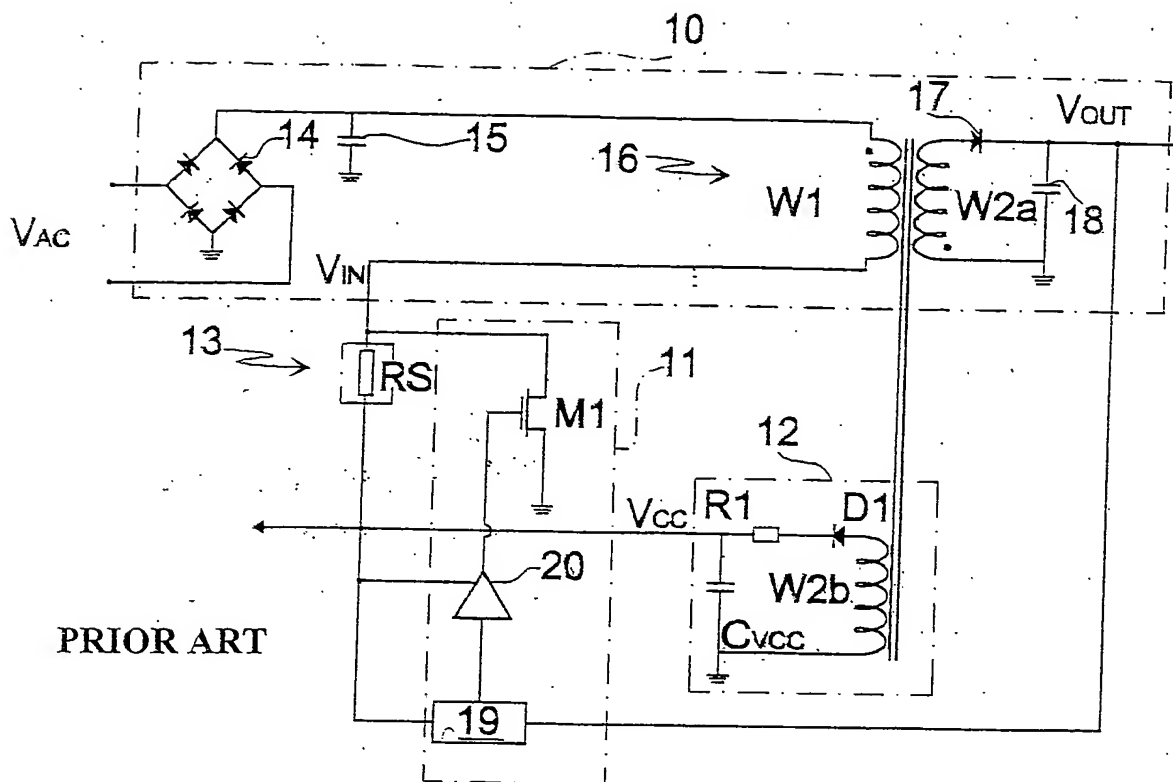 10
17
VOUT
14
15
16
W1
W2a
18
VAC
VIN
13
RS
11
M1
12
VCC
R1
D1
20
W2b
CVCC
PRIOR ART
19